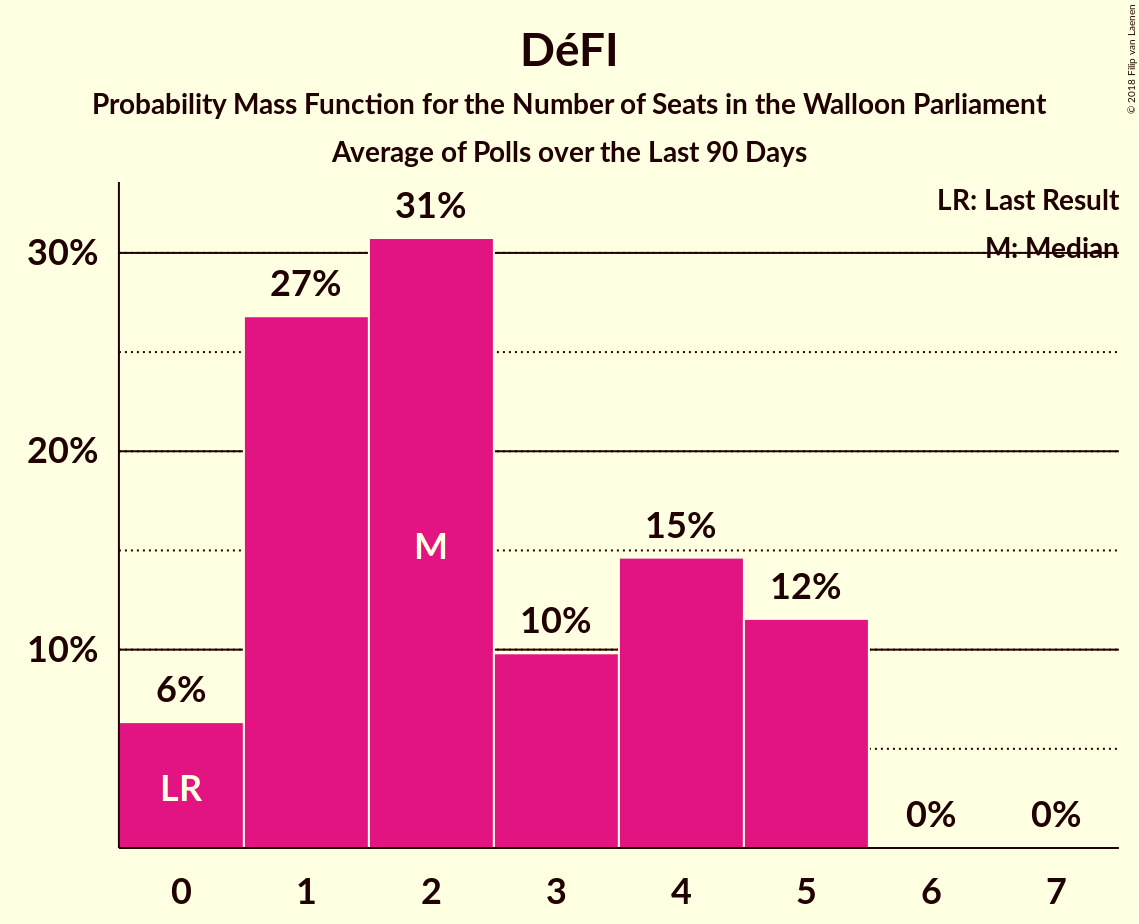 DéFI
Probability Mass Function for the Number of Seats in the Walloon Parliament
Average of Polls over the Last 90 Days
© 2018 Filip van Laenen
LR: Last Result
M: Median
30%
20%
10%
6%
27%
31%
10%
15%
12%
0%
0%
LR
M
0 1 2 3 4 5 6 7